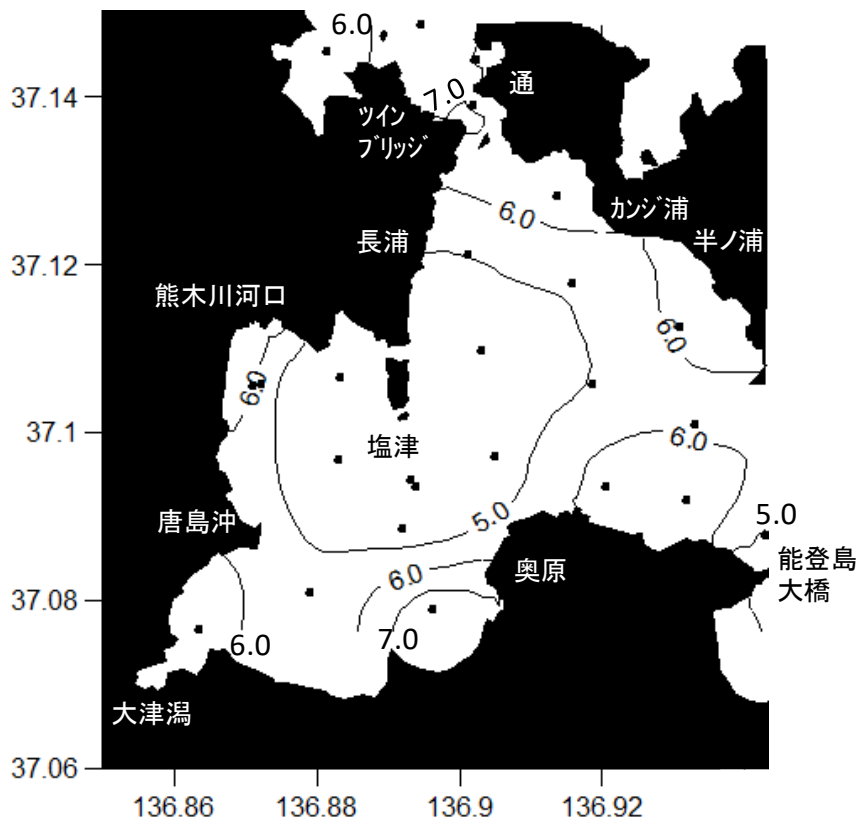 6.0
37.14
7.0
通
ツイン
ブリッジ
6.0
カンジ浦
長浦
半ノ浦
37.12
熊木川河口
6.0
6.0
37.1
塩津
6.0
唐島沖
5.0
5.0
奥原
能登島
大橋
6.0
37.08
6.0
7.0
大津潟
37.06
136.86
136.88
136.9
136.92